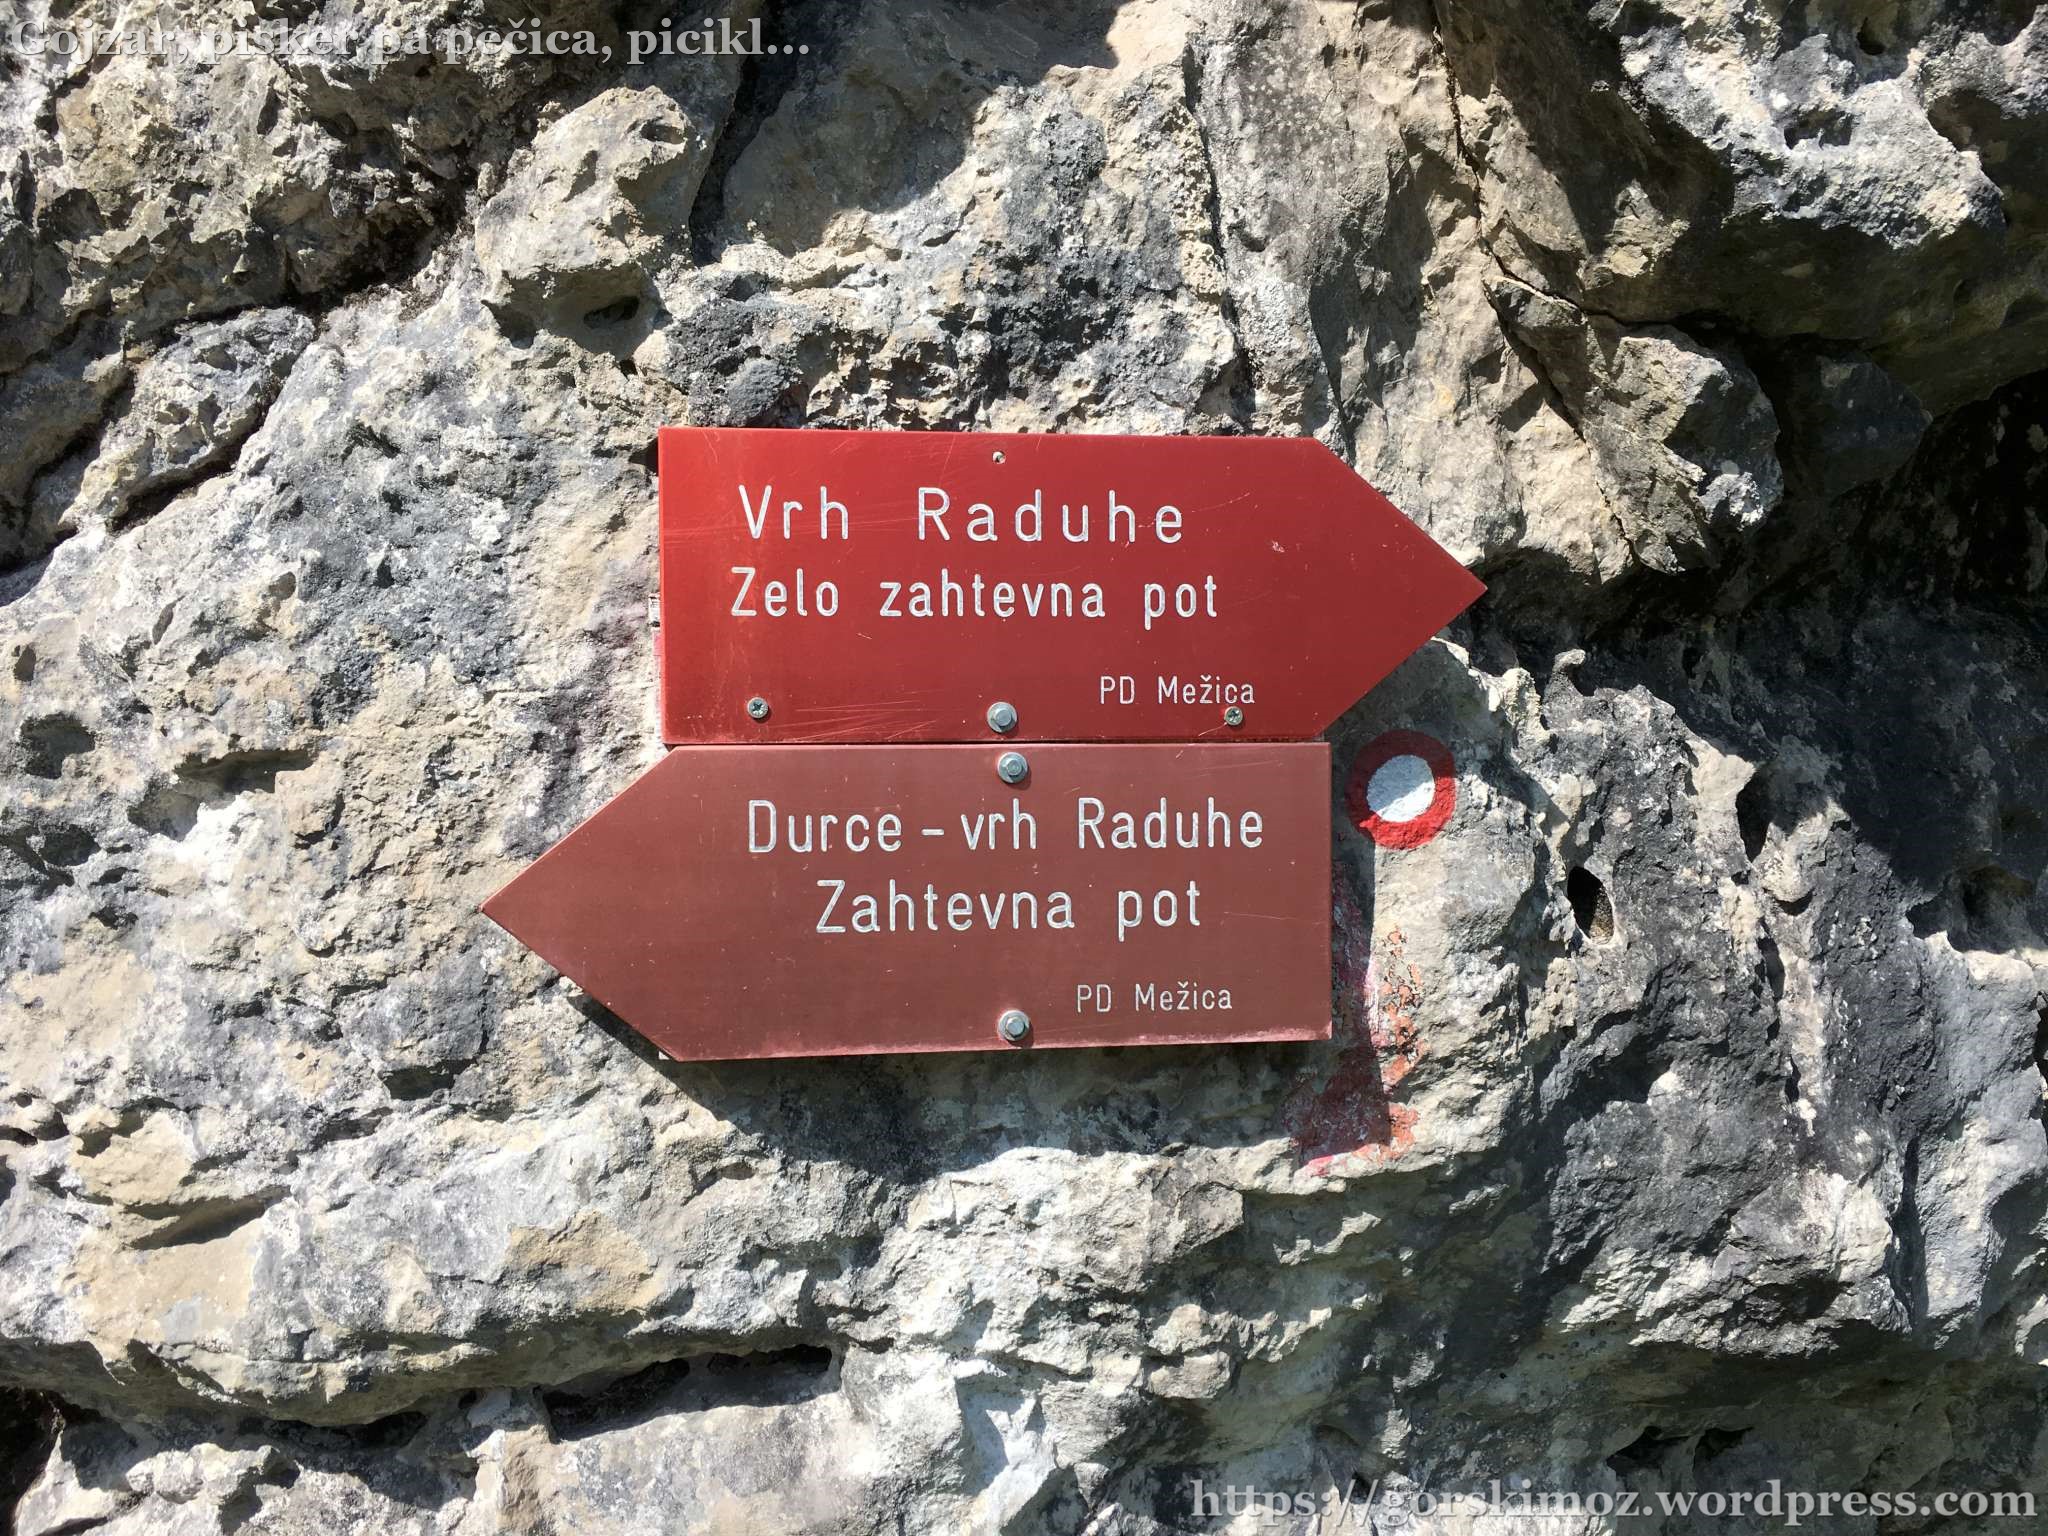 Gojzar, pisker pa pečica, picikl...
Vrh Raduhe
Zelo zahtevna pot
PD Mežica
Durce - vrh Raduhe
Zahtevna pot
PD Mežica
https://gorskimoz.wordpress.com